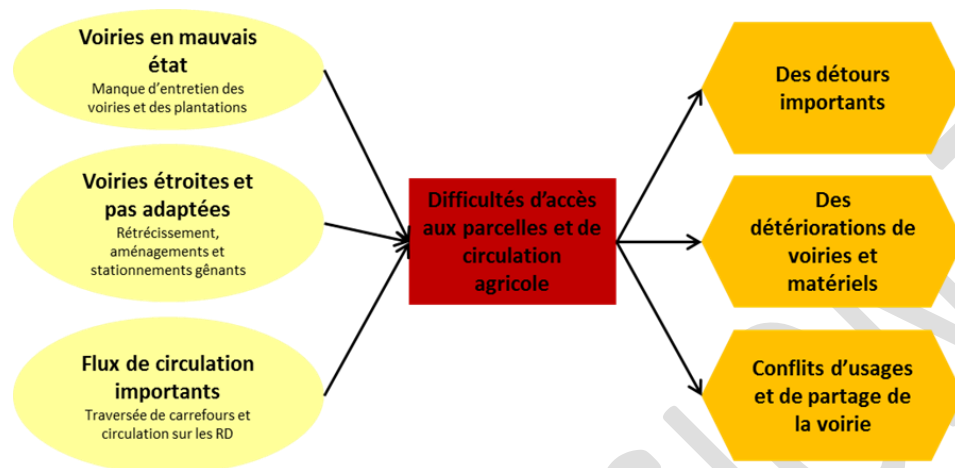 Voiries en mauvais
état
Manque d'entretien des
voiries et des plantations
Voiries étroites et
pas adaptées
Rétrécissement,
aménagements et
stationnements gênants
Flux de circulation
importants
Traversée de carrefours et
circulation sur les RD
Difficultés d'accès
aux parcelles et de
circulation
agricole
Des détours
importants
Des
détériorations de
voiries et
matériels
Conflits d'usages
et de partage de
la voirie